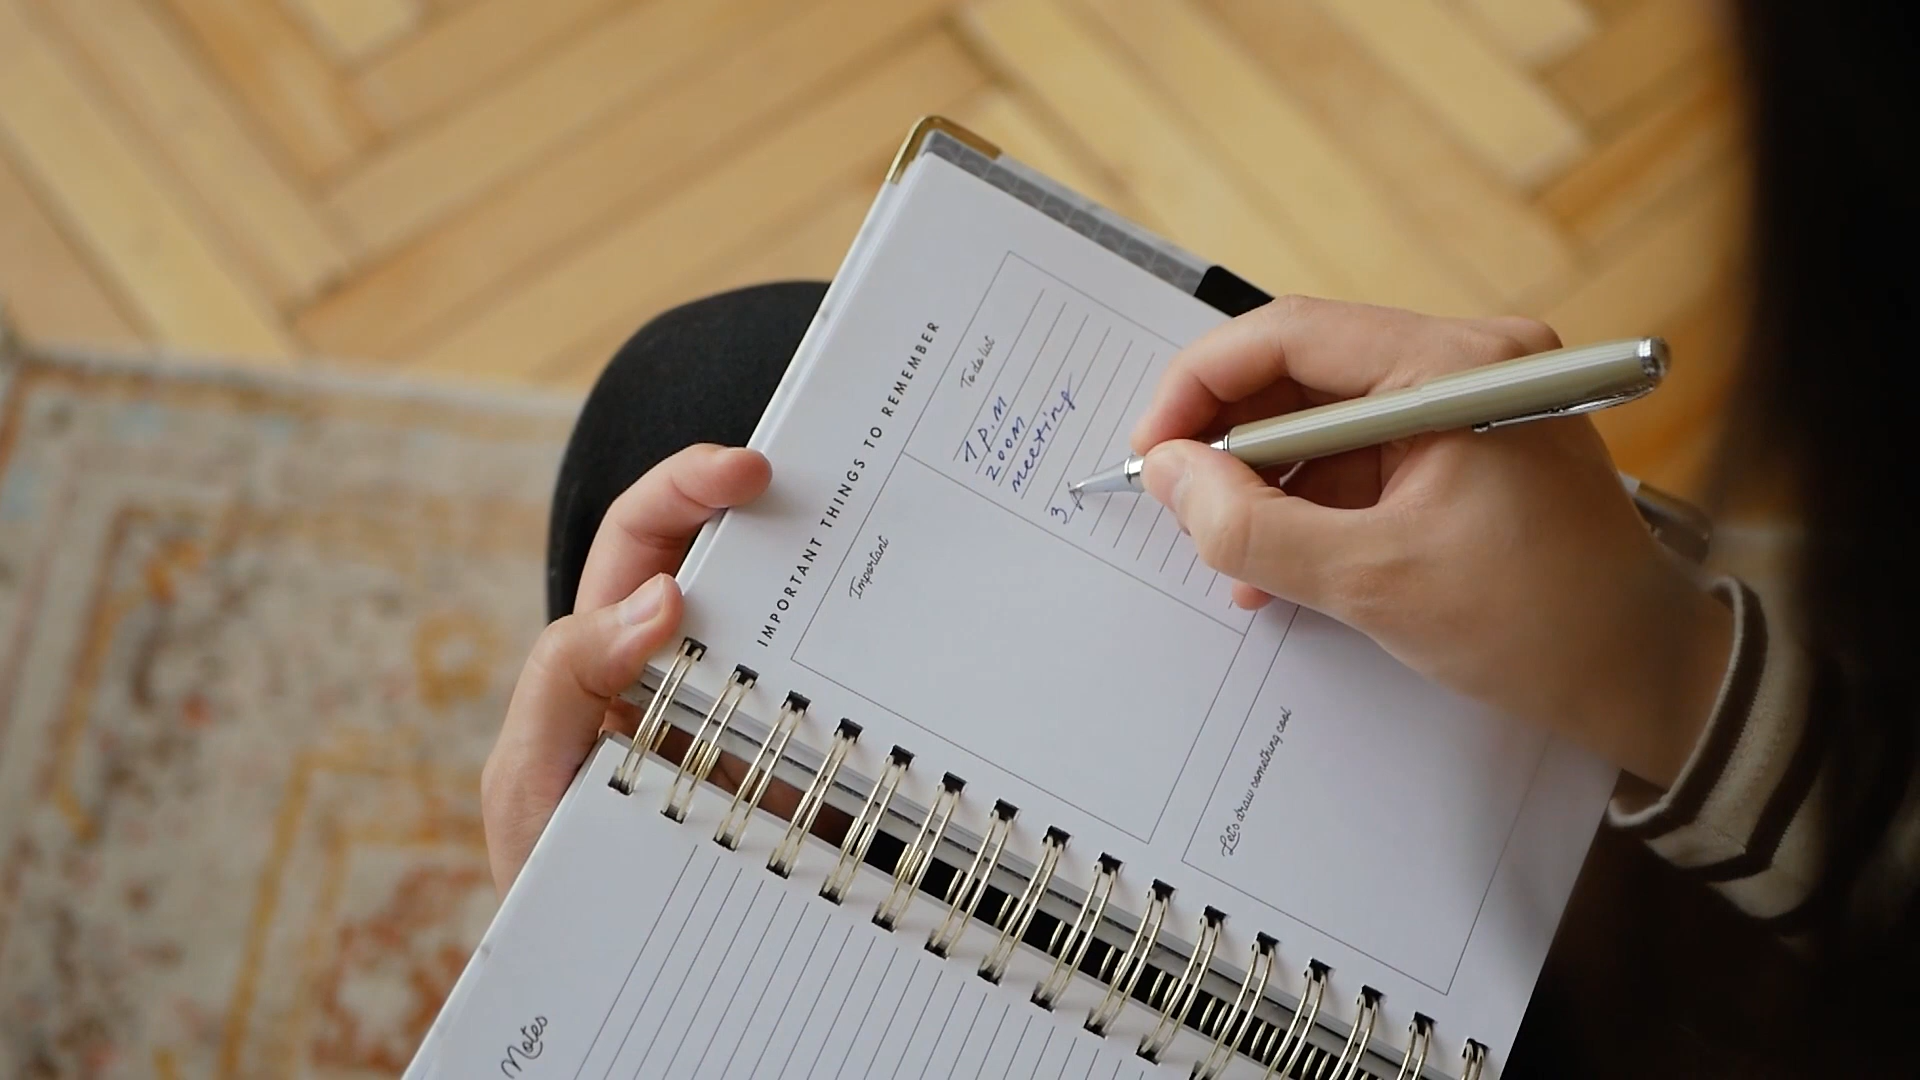 IMPORTANT THINGS TO REMEMBER
To do list
1 P.M
ZOOM
meeting
3 P
Important
Let's draw something cool
Notes